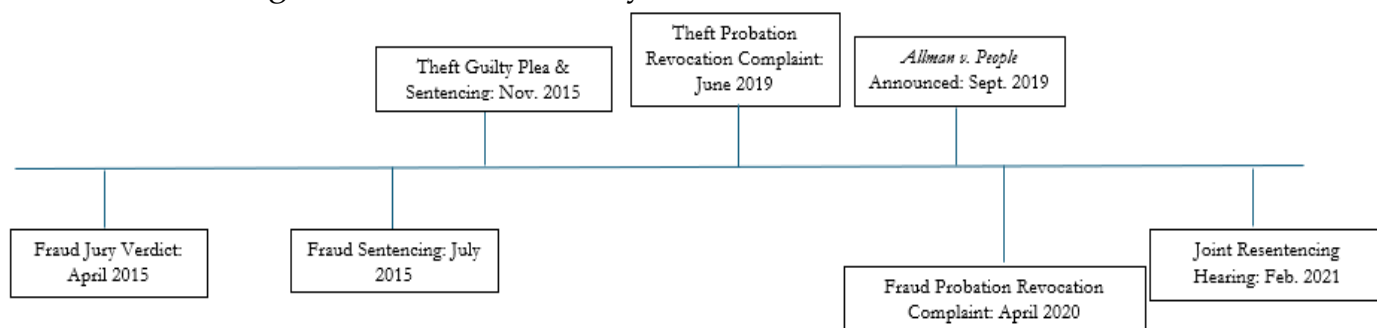 Theft Guilty Plea &
Sentencing: Nov. 2015
Theft Probation
Revocation Complaint:
June 2019
Allman v. People
Announced: Sept. 2019
Fraud Jury Verdict:
April 2015
Fraud Sentencing: July
2015
Fraud Probation Revocation
Complaint: April 2020
Joint Resentencing
Hearing: Feb. 2021